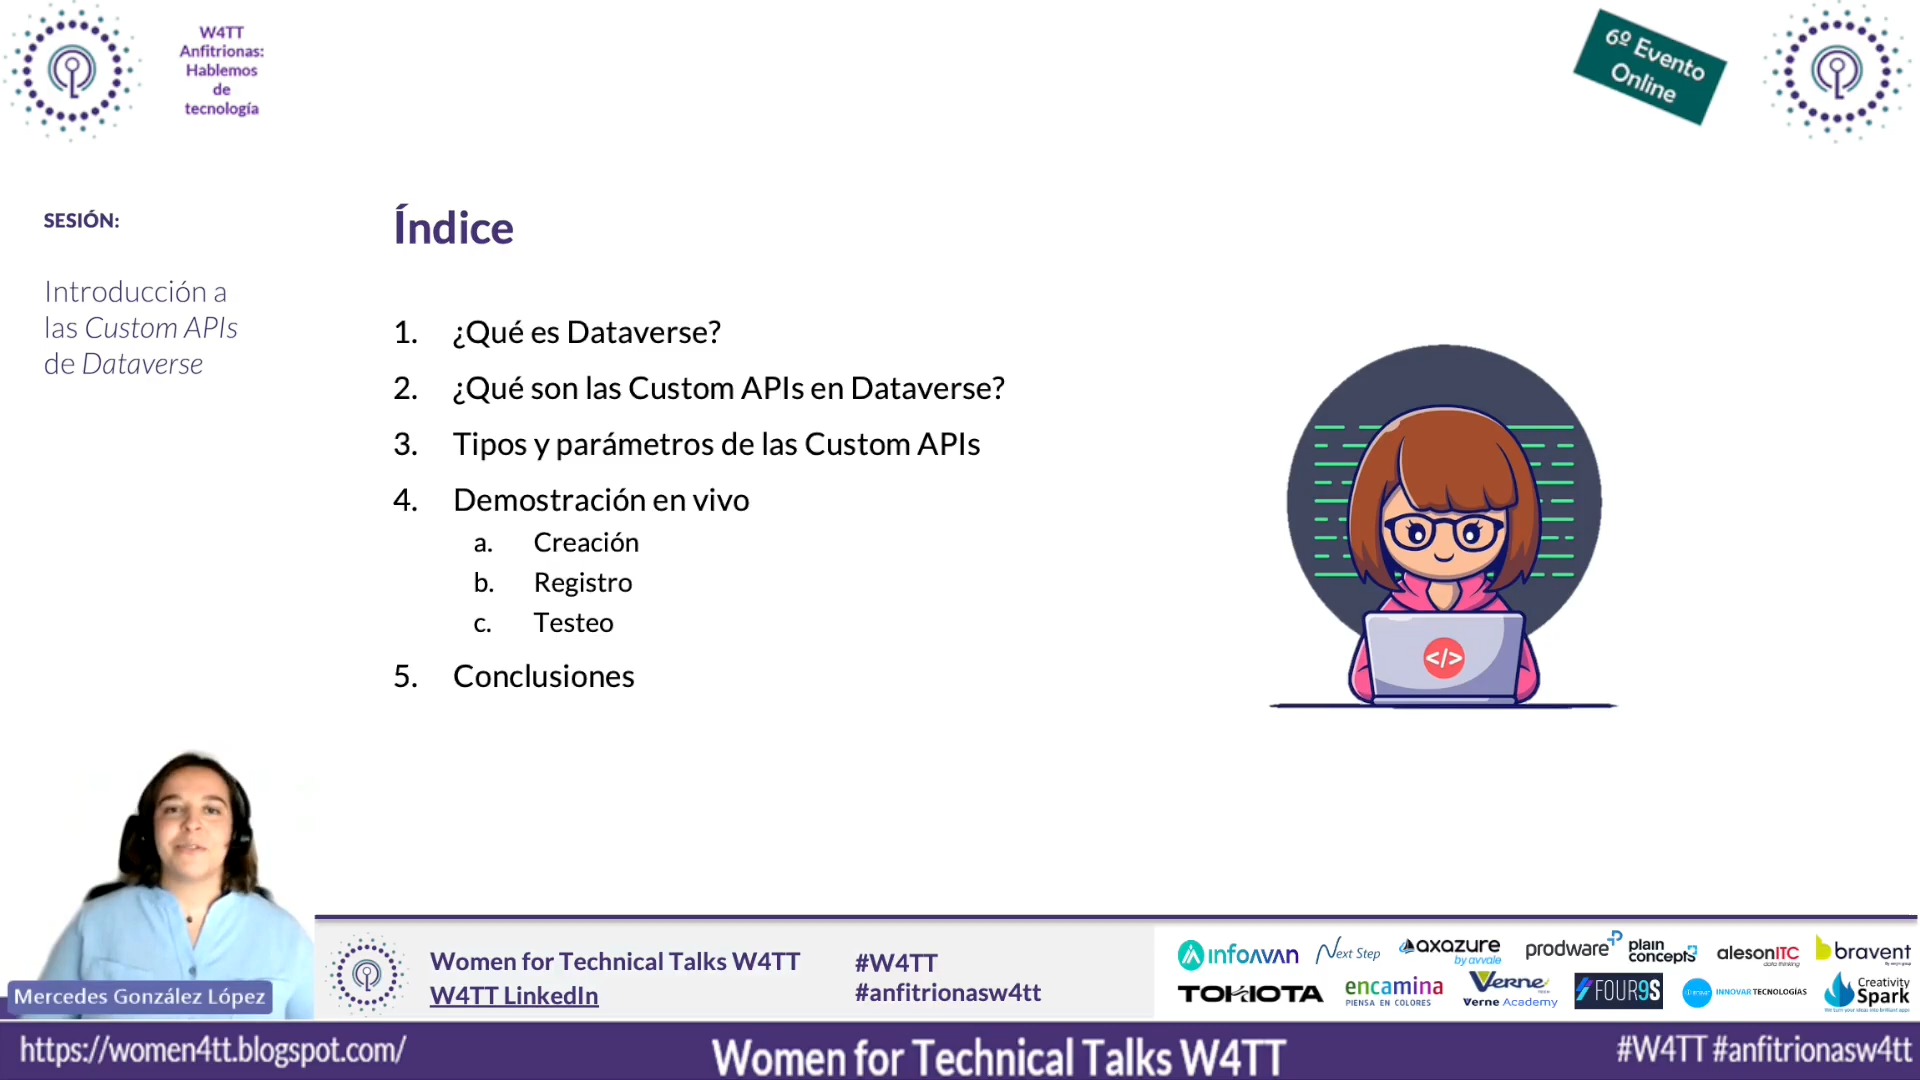 W4TT
Anfitrionas:
Hablemos
de
tecnología
6º Evento
Online
SESIÓN:
Introducción a
las Custom APIs
de Dataverse
Índice
1. ¿Qué es Dataverse?
2. ¿Qué son las Custom APIs en Dataverse?
3. Tipos y parámetros de las Custom APIs
4. Demostración en vivo
a. Creación
b. Registro
c. Testeo
5. Conclusiones
</>
Mercedes González López
Women for Technical Talks W4TT
W4TT LinkedIn
#W4TT
#anfitrionasw4tt
infoavan
Next Step
axazure
by avvale
prodware
plain
concepts
alesonITC
data thinking
bravent
TOKIOTA
encamina
PIENSA EN COLORES
Verne
Verne Academy
FOUR9S
INNOVAR TECNOLOGÍAS
Creativity
Spark
https://women4tt.blogspot.com/
Women for Technical Talks W4TT
#W4TT #anfitrionasw4tt